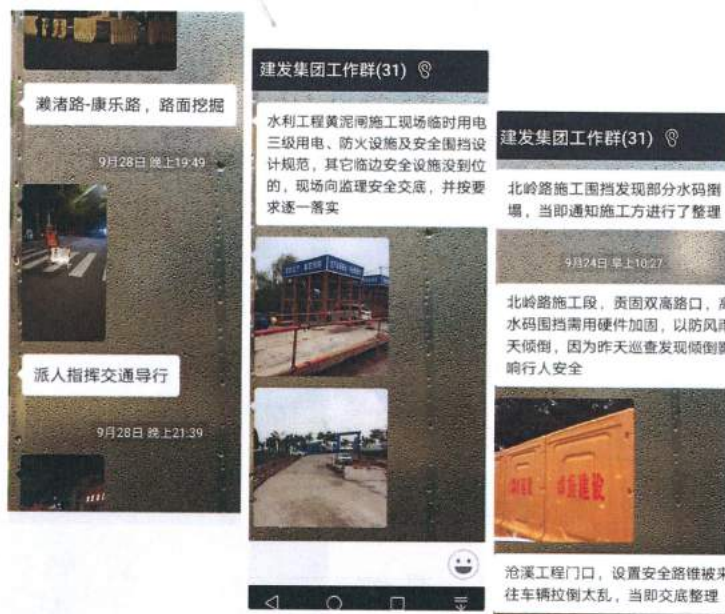 濑渚路-康乐路，路面挖掘
9月28日 晚上19:49
派人指挥交通导行
9月28日 晚上21:39
建发集团工作群(31)
水利工程黄泥闸施工现场临时用电
三级用电、防火设施及安全围挡设
计规范，其它临边安全设施没到位
的，现场向监理安全交底，并按要
求逐一落实
建发集团工作群(31)
北岭路施工围挡发现部分水码
塌，当即通知施工方进行了整理
9月24日 早上10:27
北岭路施工段，贡固双高路口，
水码围挡需用硬件加固，以防风雨
天倾倒，因为昨天巡查发现倾倒
响行人安全
沧溪工程门口，设置安全路锥被来
往车辆拉倒太乱，当即交底整理